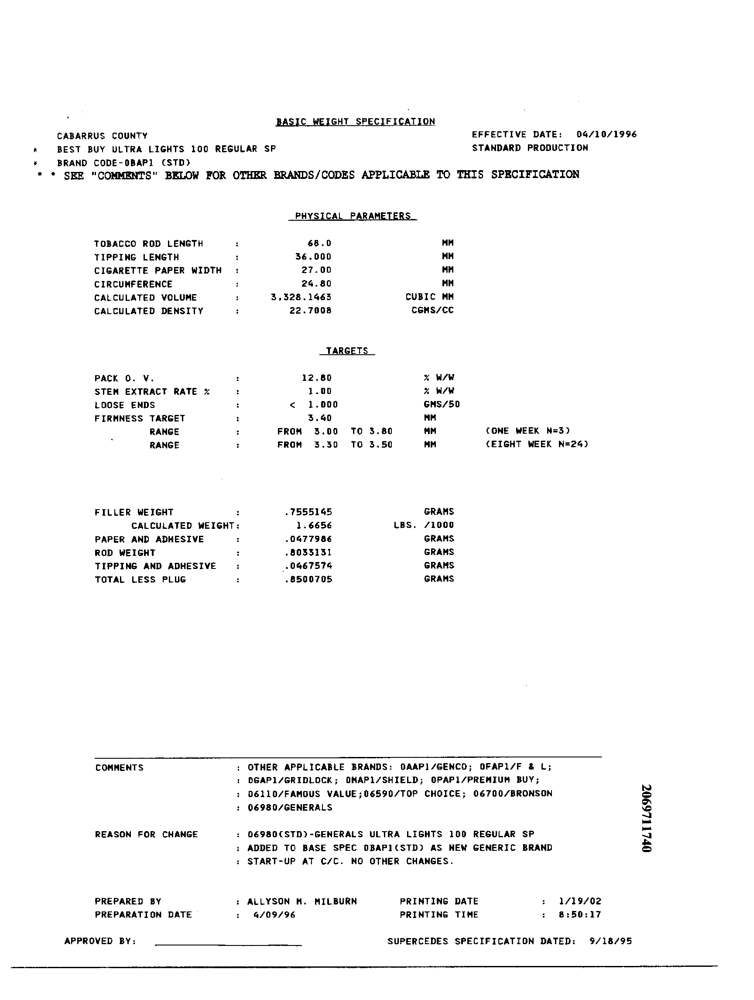 BASIC WEIGHT SPECIFICATION
CABARRUS COUNTY EFFECTIVE DATE: 04/10/1996
* BEST BUY ULTRA LIGHTS 100 REGULAR SP STANDARD PRODUCTION
* BRAND CODE-0BAP1 (STD)
* * SEE "COMMENTS" BELOW FOR OTHER BRANDS/CODES APPLICABLE TO THIS SPECIFICATION
PHYSICAL PARAMETERS
TOBACCO ROD LENGTH : 68.0 MM
TIPPING LENGTH : 36.000 MM
CIGARETTE PAPER WIDTH : 27.00 MM
CIRCUMFERENCE : 24.80 MM
CALCULATED VOLUME : 3,328.1463 CUBIC MM
CALCULATED DENSITY : 22.7008 CGMS/CC
TARGETS
PACK O. V. : 12.80 % W/W
STEM EXTRACT RATE % : 1.00 % W/W
LOOSE ENDS : < 1.000 GMS/50
FIRMNESS TARGET : 3.40 MM
RANGE : FROM 3.00 TO 3.80 MM (ONE WEEK N=3)
RANGE : FROM 3.30 TO 3.50 MM (EIGHT WEEK N=24)
FILLER WEIGHT : .7555145 GRAMS
CALCULATED WEIGHT: 1.6656 LBS. /1000
PAPER AND ADHESIVE : .0477986 GRAMS
ROD WEIGHT : .8033131 GRAMS
TIPPING AND ADHESIVE : .0467574 GRAMS
TOTAL LESS PLUG : .8500705 GRAMS
COMMENTS : OTHER APPLICABLE BRANDS: 0AAP1/GENCO; 0FAP1/F & L;
: 0GAP1/GRIDLOCK; 0MAP1/SHIELD; 0PAP1/PREMIUM BUY;
: 06110/FAMOUS VALUE;06590/TOP CHOICE; 06700/BRONSON
: 06980/GENERALS
REASON FOR CHANGE : 06980(STD)-GENERALS ULTRA LIGHTS 100 REGULAR SP
: ADDED TO BASE SPEC 0BAP1(STD) AS NEW GENERIC BRAND
: START-UP AT C/C. NO OTHER CHANGES.
PREPARED BY : ALLYSON M. MILBURN PRINTING DATE : 1/19/02
PREPARATION DATE : 4/09/96 PRINTING TIME : 8:50:17
APPROVED BY: SUPERCEDES SPECIFICATION DATED: 9/18/95
2069711740